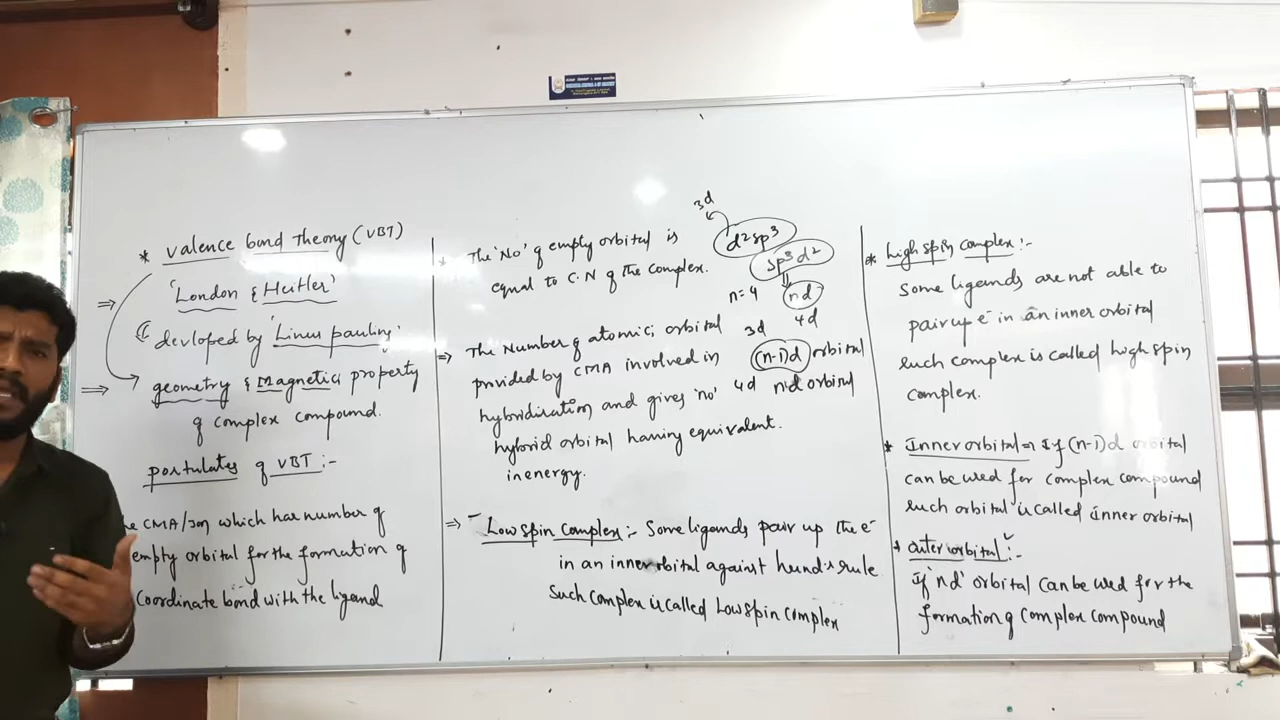 * Valence bond Theory (VBT)
⇒ 'London & Heitler'
devloped by 'Linus pauling'
⇒ geometry & Magnetic property
of complex compound.
postulates of VBT :-
CMA/Ion which has number of
empty orbital for the formation of
Coordinate bond with the ligand
* The 'No' of empty orbital is
equal to C.N of the complex.
3d
d²sp³
sp³d²
n=4 nd
4d
⇒ The Number of atomic orbital
provided by CMA involved in
hybridisation and gives 'no'
hybrid orbital having equivalent
in energy.
3d
(n-1)d orbital
4d nd orbital
⇒ Low spin complex :- Some ligands pair up the e⁻
in an inner orbital against hund's rule
Such complex is called Low spin complex
* high spin complex :-
Some ligands are not able to
pair up e⁻ in an inner orbital
such complex is called high spin
complex.
* Inner orbital ⇒ If (n-1)d orbital
can be used for complex compound
such orbital is called inner orbital
* outer orbital :-
If 'nd' orbital can be used for the
formation of complex compound